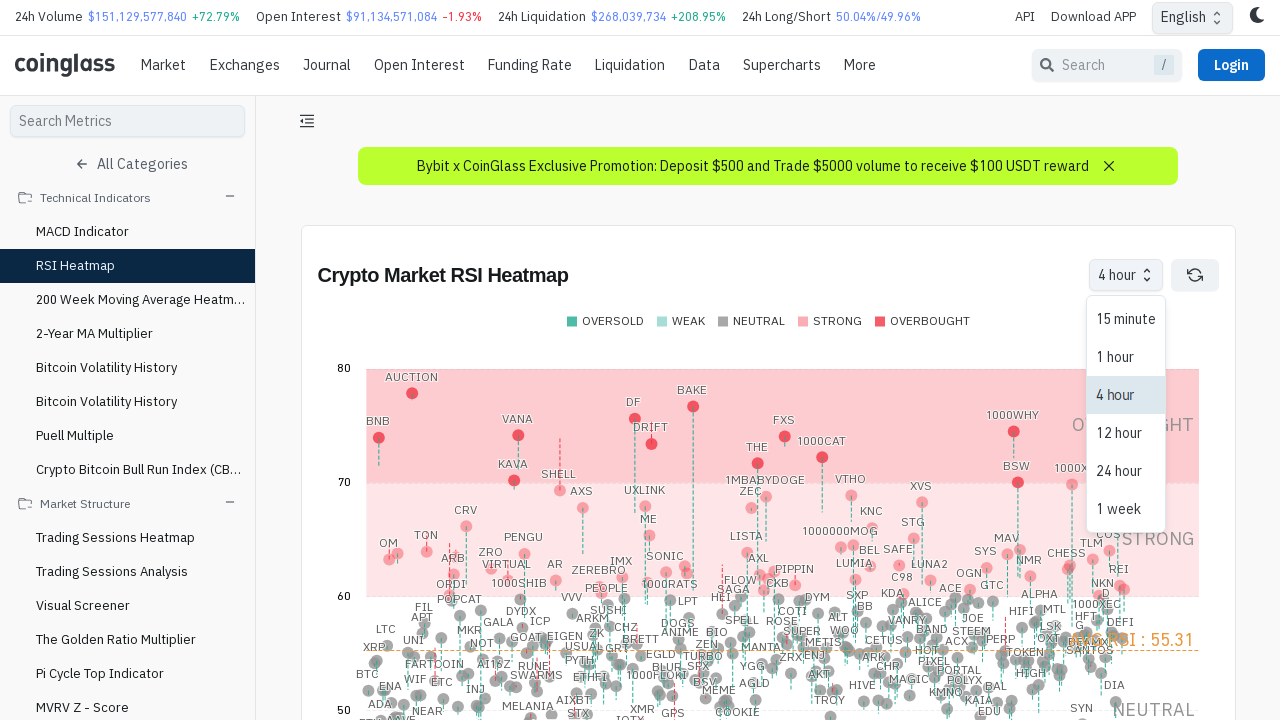 24h Volume $151,129,577,840 +72.79% Open Interest $91,134,571,084 -1.93% 24h Liquidation $268,039,734 +208.95% 24h Long/Short 50.04%/49.96% API Download APP English
coinglass Market Exchanges Journal Open Interest Funding Rate Liquidation Data Supercharts More Search / Login
Search Metrics
All Categories
Technical Indicators
MACD Indicator
RSI Heatmap
200 Week Moving Average Heatm...
2-Year MA Multiplier
Bitcoin Volatility History
Bitcoin Volatility History
Puell Multiple
Crypto Bitcoin Bull Run Index (CB...
Market Structure
Trading Sessions Heatmap
Trading Sessions Analysis
Visual Screener
The Golden Ratio Multiplier
Pi Cycle Top Indicator
MVRV Z - Score
Bybit x CoinGlass Exclusive Promotion: Deposit $500 and Trade $5000 volume to receive $100 USDT reward
Crypto Market RSI Heatmap
4 hour
15 minute
1 hour
4 hour
12 hour
24 hour
1 week
OVERSOLD WEAK NEUTRAL STRONG OVERBOUGHT
80
AUCTION
BAKE
DF
BNB VANA DRIFT FXS 1000WHY
1000CAT
THE
KAVA SHELL BSW
AXS UXLINK 1MBABYDOGE VTHO
70
ZEC XVS
CRV ME KNC
STG
TON PENGU LISTA 1000000MOG MAV
OM ARB ZRO SONIC AXL BEL SAFE SYS CHESS TLM
VIRTUAL AR IMX LUMIA LUNA2 NMR REI
ZEREBRO PIPPIN OGN
ORDI 1000SHIB PEOPLE 1000RATS FLOW CKB C98 GTC NKN
STRONG
60
POPCAT VVV LPT HEI SAGA SXP KDA ALPHA
FIL SUSHI COTI DYM BB ALICE ACE HIFI MTL 1000XEC
APT DYDX ICP ARKM DOGS SPELL ROSE ALT VANRY JOE LSK DEFI
LTC MKR GALA CHZ ANIME BIO SUPER WOO BAND STEEM
XRP UNI NOT GOAT EIGEN ZK BRETT ZEN MANTA METIS CETUS ACX PERP OXT
USUAL GRT EGLD TURBO ZRX ENJ ARK HOT TOKEN SANTOS
FARTCOIN AI16Z RUNE PYTH BLUR SPX YGG CHR PIXEL
BTC WIF ETC SWARMS ETHFI 1000FLOKI AGLD AKT MAGIC PORTAL HIGH
ENA INJ BSV MEME HIVE POLYX BAL DIA
ADA AIXBT TROY KMNO KAIA
50
NEAR MELANIA STX XMR GPS COOKIE EDU SYN
AAVE IOTX
RSI : 55.31
NEUTRAL